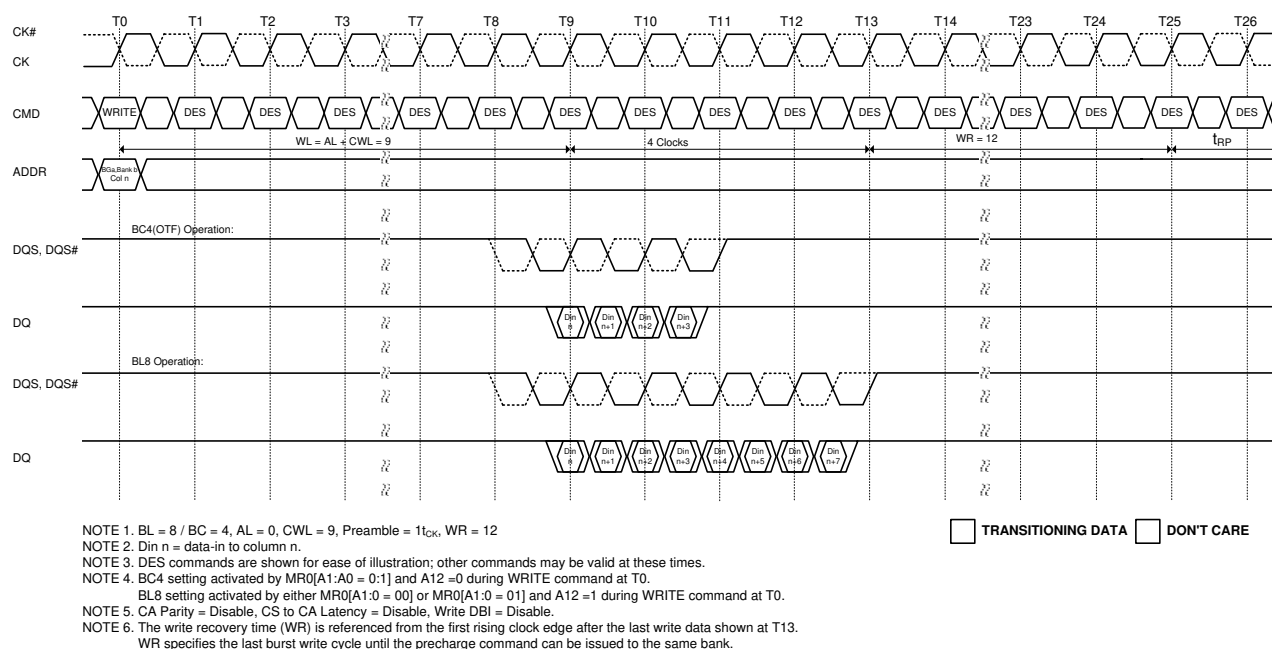 T0 T1 T2 T3 T7 T8 T9 T10 T11 T12 T13 T14 T23 T24 T25 T26
CK#
CK
CMD WRITE DES DES DES DES DES DES DES DES DES DES DES DES DES DES DES
WL = AL + CWL = 9 4 Clocks WR = 12 tRP
ADDR
BGa,Bank b
Col n
BC4(OTF) Operation:
DQS, DQS#
DQ
Din n Din n+1 Din n+2 Din n+3
BL8 Operation:
DQS, DQS#
DQ
Din n Din n+1 Din n+2 Din n+3 Din n+4 Din n+5 Din n+6 Din n+7
NOTE 1. BL = 8 / BC = 4, AL = 0, CWL = 9, Preamble = 1tCK, WR = 12
TRANSITIONING DATA DON'T CARE
NOTE 2. Din n = data-in to column n.
NOTE 3. DES commands are shown for ease of illustration; other commands may be valid at these times.
NOTE 4. BC4 setting activated by MR0[A1:A0 = 0:1] and A12 =0 during WRITE command at T0.
BL8 setting activated by either MR0[A1:0 = 00] or MR0[A1:0 = 01] and A12 =1 during WRITE command at T0.
NOTE 5. CA Parity = Disable, CS to CA Latency = Disable, Write DBI = Disable.
NOTE 6. The write recovery time (WR) is referenced from the first rising clock edge after the last write data shown at T13.
WR specifies the last burst write cycle until the precharge command can be issued to the same bank.